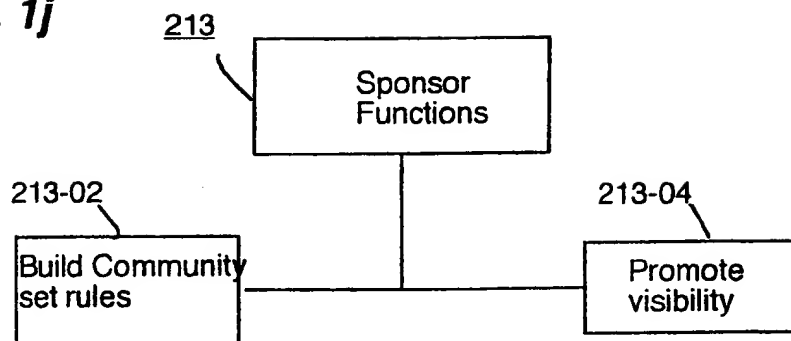 1j
213
Sponsor
Functions
213-02
213-04
Build Community
set rules
Promote
visibility